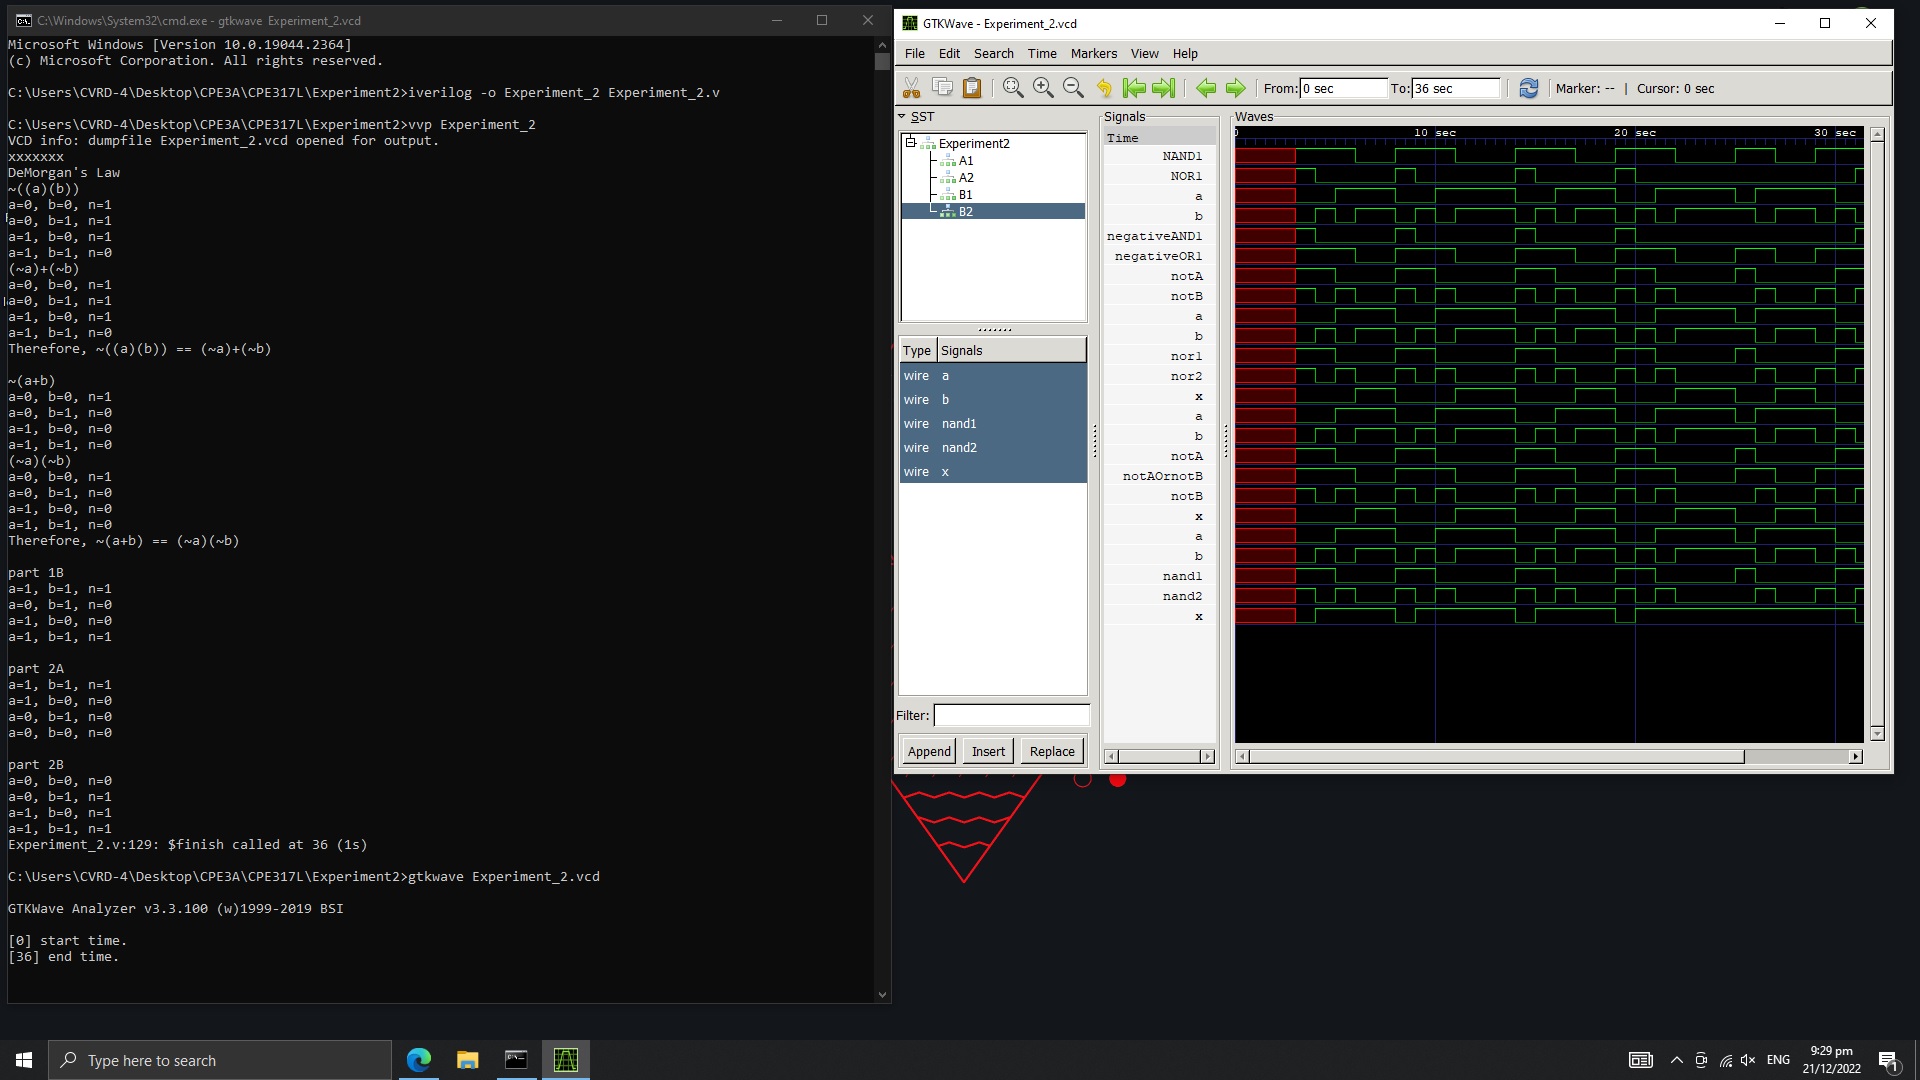 C:\Windows\System32\cmd.exe - gtkwave  Experiment_2.vcd
Microsoft Windows [Version 10.0.19044.2364]
(c) Microsoft Corporation. All rights reserved.
C:\Users\CVRD-4\Desktop\CPE3A\CPE317L\Experiment2>iverilog -o Experiment_2 Experiment_2.v
C:\Users\CVRD-4\Desktop\CPE3A\CPE317L\Experiment2>vvp Experiment_2
VCD info: dumpfile Experiment_2.vcd opened for output.
xxxxxxx
DeMorgan's Law
~((a)(b))
a=0, b=0, n=1
a=0, b=1, n=1
a=1, b=0, n=1
a=1, b=1, n=0
(~a)+(~b)
a=0, b=0, n=1
a=0, b=1, n=1
a=1, b=0, n=1
a=1, b=1, n=0
Therefore, ~((a)(b)) == (~a)+(~b)
~(a+b)
a=0, b=0, n=1
a=0, b=1, n=0
a=1, b=0, n=0
a=1, b=1, n=0
(~a)(~b)
a=0, b=0, n=1
a=0, b=1, n=0
a=1, b=0, n=0
a=1, b=1, n=0
Therefore, ~(a+b) == (~a)(~b)
part 1B
a=1, b=1, n=1
a=0, b=1, n=0
a=1, b=0, n=0
a=1, b=1, n=1
part 2A
a=1, b=1, n=1
a=1, b=0, n=0
a=0, b=1, n=0
a=0, b=0, n=0
part 2B
a=0, b=0, n=0
a=0, b=1, n=1
a=1, b=0, n=1
a=1, b=1, n=1
Experiment_2.v:129: $finish called at 36 (1s)
C:\Users\CVRD-4\Desktop\CPE3A\CPE317L\Experiment2>gtkwave Experiment_2.vcd
GTKWave Analyzer v3.3.100 (w)1999-2019 BSI
[0] start time.
[36] end time.
GTKWave - Experiment_2.vcd
File Edit Search Time Markers View Help
From: 0 sec To: 36 sec Marker: -- | Cursor: 0 sec
SST
Experiment2
A1
A2
B1
B2
Type Signals
wire a
wire b
wire nand1
wire nand2
wire x
Filter:
Append Insert Replace
Signals
Time
NAND1
NOR1
a
b
negativeAND1
negativeOR1
notA
notB
a
b
nor1
nor2
x
a
b
notA
notAOrnotB
notB
x
a
b
nand1
nand2
x
Waves
0 10 sec 20 sec 30 sec
Type here to search
ENG
9:29 pm
21/12/2022
1